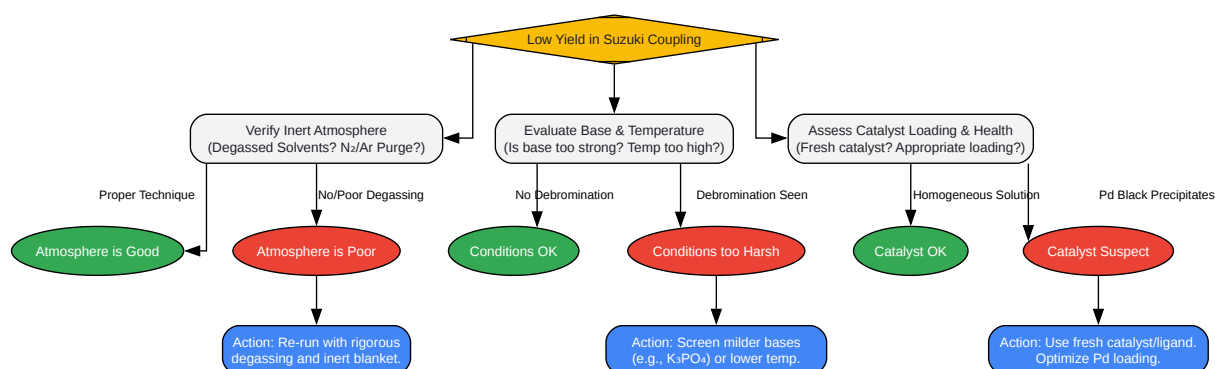 Low Yield in Suzuki Coupling
Verify Inert Atmosphere
(Degassed Solvents? N₂/Ar Purge?)
Evaluate Base & Temperature
(Is base too strong? Temp too high?)
Assess Catalyst Loading & Health
(Fresh catalyst? Appropriate loading?)
Proper Technique
No/Poor Degassing
No Debromination
Debromination Seen
Homogeneous Solution
Pd Black Precipitates
Atmosphere is Good
Atmosphere is Poor
Conditions OK
Conditions too Harsh
Catalyst OK
Catalyst Suspect
Action: Re-run with rigorous
degassing and inert blanket.
Action: Screen milder bases
(e.g., K₃PO₄) or lower temp.
Action: Use fresh catalyst/ligand.
Optimize Pd loading.